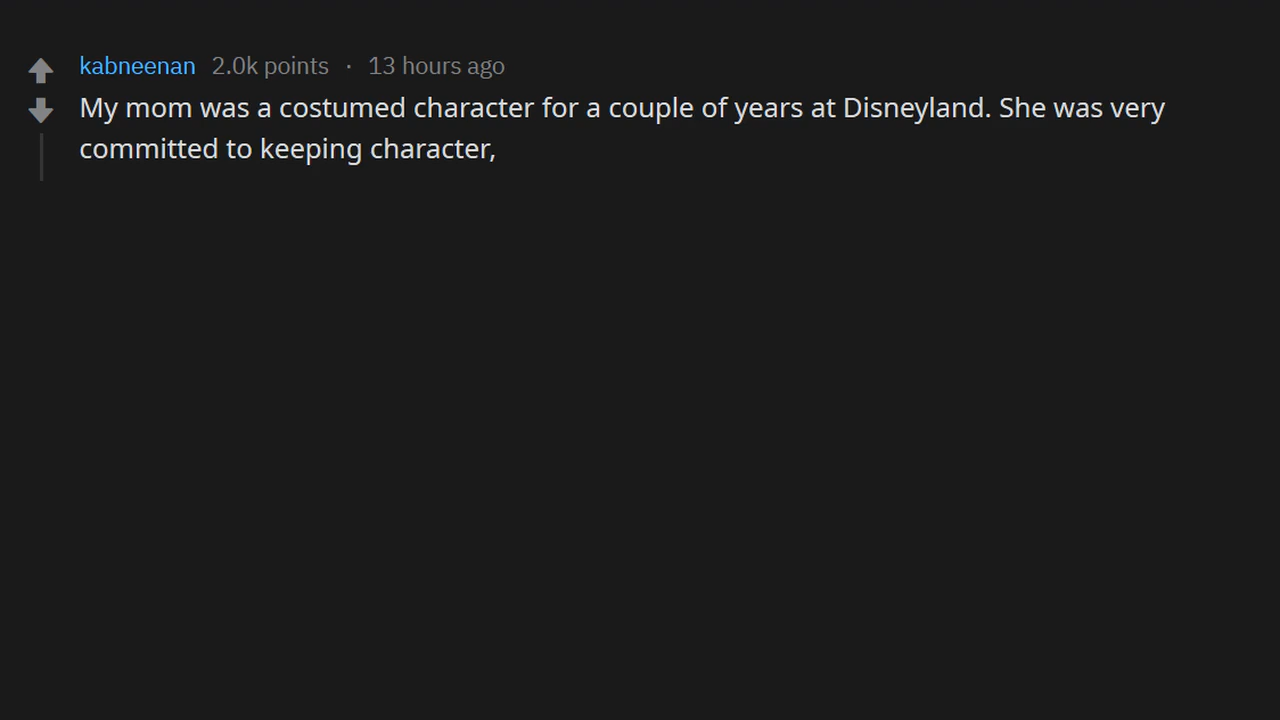 kabneenan 2.0k points · 13 hours ago
My mom was a costumed character for a couple of years at Disneyland. She was very
committed to keeping character,